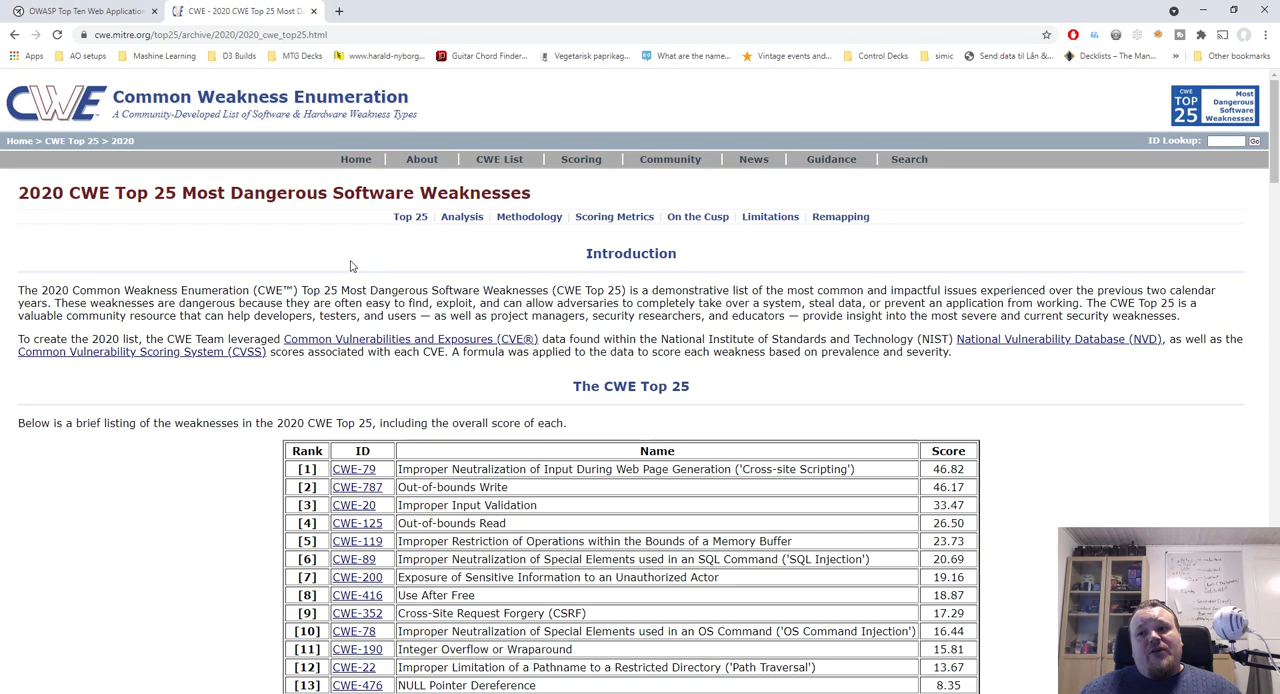 OWASP Top Ten Web Application
CWE - 2020 CWE Top 25 Most D
cwe.mitre.org/top25/archive/2020/2020_cwe_top25.html
Apps
AO setups
Mashine Learning
D3 Builds
MTG Decks
www.harald-nyborg...
Guitar Chord Finder...
Vegetarisk paprikag...
What are the name...
Vintage events and...
Control Decks
simic
Send data til Lån &...
Decklists – The Man...
»
Other bookmarks
CWE
Common Weakness Enumeration
A Community-Developed List of Software & Hardware Weakness Types
CWE
TOP
25
Most
Dangerous
Software
Weaknesses
Home > CWE Top 25 > 2020
ID Lookup:
Go
Home
About
CWE List
Scoring
Community
News
Guidance
Search
2020 CWE Top 25 Most Dangerous Software Weaknesses
Top 25 | Analysis | Methodology | Scoring Metrics | On the Cusp | Limitations | Remapping
Introduction
The 2020 Common Weakness Enumeration (CWE™) Top 25 Most Dangerous Software Weaknesses (CWE Top 25) is a demonstrative list of the most common and impactful issues experienced over the previous two calendar
years. These weaknesses are dangerous because they are often easy to find, exploit, and can allow adversaries to completely take over a system, steal data, or prevent an application from working. The CWE Top 25 is a
valuable community resource that can help developers, testers, and users — as well as project managers, security researchers, and educators — provide insight into the most severe and current security weaknesses.
To create the 2020 list, the CWE Team leveraged Common Vulnerabilities and Exposures (CVE®) data found within the National Institute of Standards and Technology (NIST) National Vulnerability Database (NVD), as well as the
Common Vulnerability Scoring System (CVSS) scores associated with each CVE. A formula was applied to the data to score each weakness based on prevalence and severity.
The CWE Top 25
Below is a brief listing of the weaknesses in the 2020 CWE Top 25, including the overall score of each.
Rank ID Name Score
[1] CWE-79 Improper Neutralization of Input During Web Page Generation ('Cross-site Scripting') 46.82
[2] CWE-787 Out-of-bounds Write 46.17
[3] CWE-20 Improper Input Validation 33.47
[4] CWE-125 Out-of-bounds Read 26.50
[5] CWE-119 Improper Restriction of Operations within the Bounds of a Memory Buffer 23.73
[6] CWE-89 Improper Neutralization of Special Elements used in an SQL Command ('SQL Injection') 20.69
[7] CWE-200 Exposure of Sensitive Information to an Unauthorized Actor 19.16
[8] CWE-416 Use After Free 18.87
[9] CWE-352 Cross-Site Request Forgery (CSRF) 17.29
[10] CWE-78 Improper Neutralization of Special Elements used in an OS Command ('OS Command Injection') 16.44
[11] CWE-190 Integer Overflow or Wraparound 15.81
[12] CWE-22 Improper Limitation of a Pathname to a Restricted Directory ('Path Traversal') 13.67
[13] CWE-476 NULL Pointer Dereference 8.35